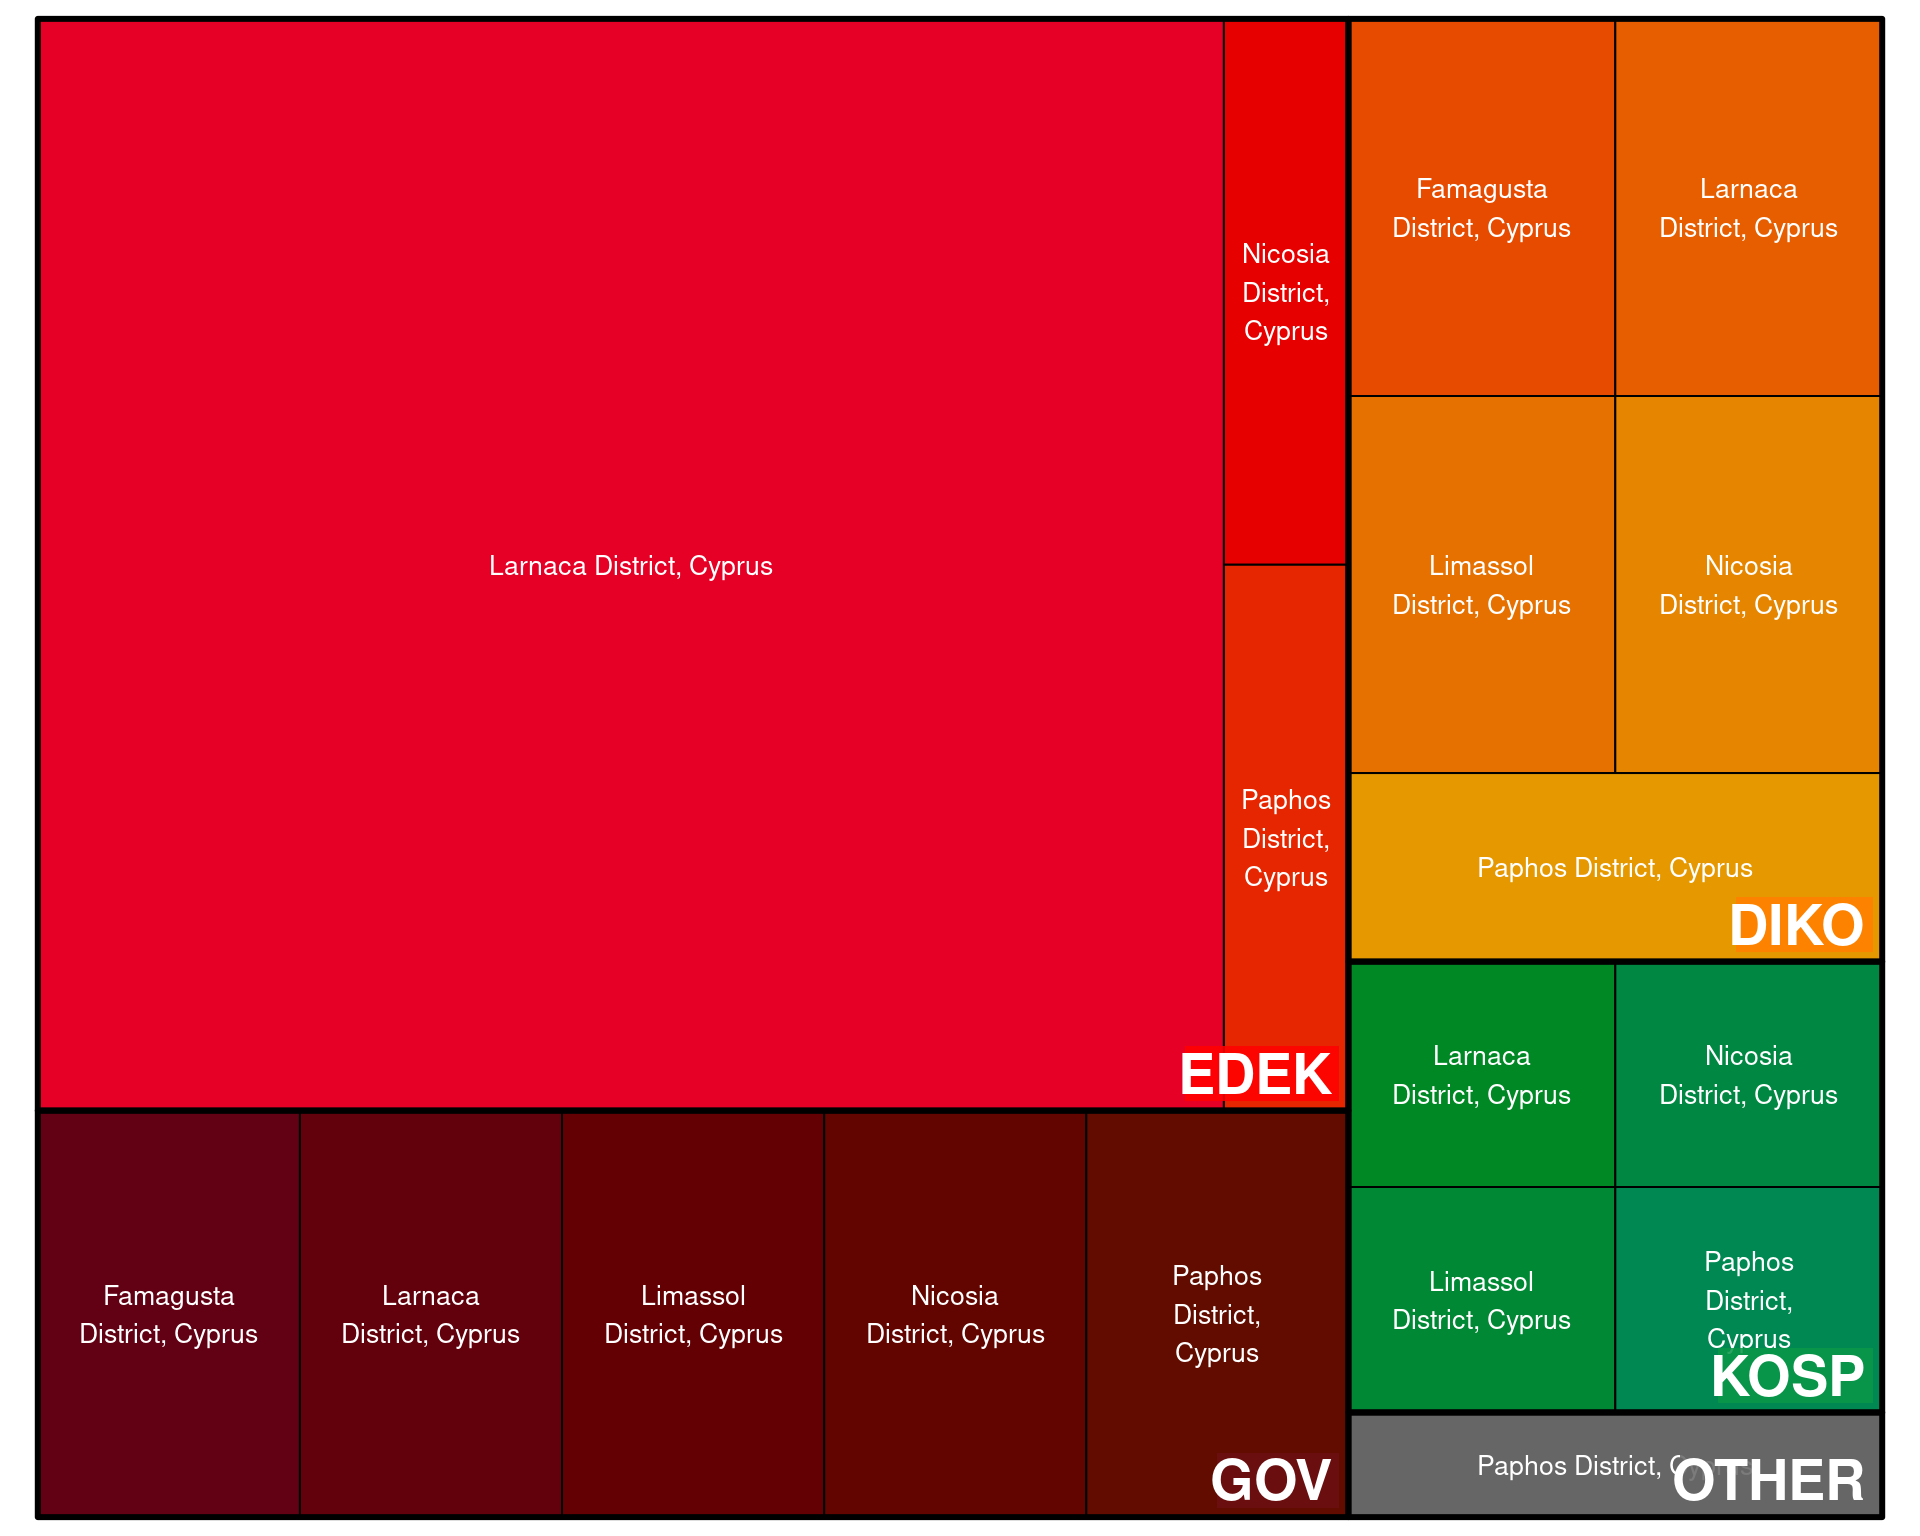 Larnaca District, Cyprus
Nicosia
District,
Cyprus
Paphos
District,
Cyprus
EDEK
Famagusta
District, Cyprus
Larnaca
District, Cyprus
Limassol
District, Cyprus
Nicosia
District, Cyprus
Paphos District, Cyprus
DIKO
Larnaca
District, Cyprus
Nicosia
District, Cyprus
Limassol
District, Cyprus
Paphos
District,
Cyprus
KOSP
Famagusta
District, Cyprus
Larnaca
District, Cyprus
Limassol
District, Cyprus
Nicosia
District, Cyprus
Paphos
District,
Cyprus
GOV
Paphos District, Cyprus
OTHER